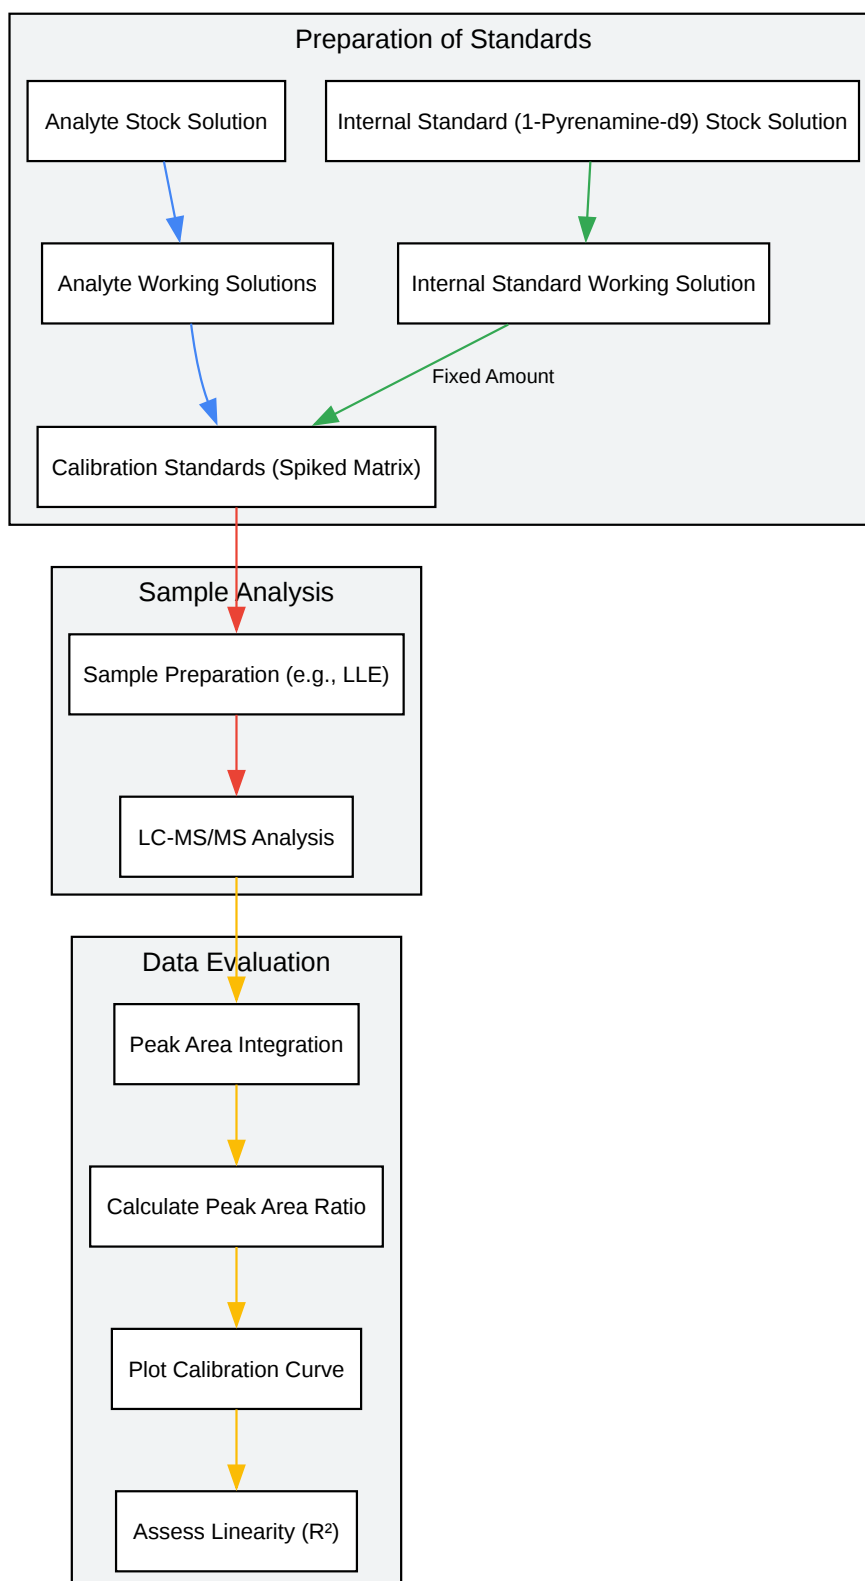 Preparation of Standards
Analyte Stock Solution
Internal Standard (1-Pyrenamine-d9) Stock Solution
Analyte Working Solutions
Internal Standard Working Solution
Fixed Amount
Calibration Standards (Spiked Matrix)
Sample Analysis
Sample Preparation (e.g., LLE)
LC-MS/MS Analysis
Data Evaluation
Peak Area Integration
Calculate Peak Area Ratio
Plot Calibration Curve
Assess Linearity (R²)